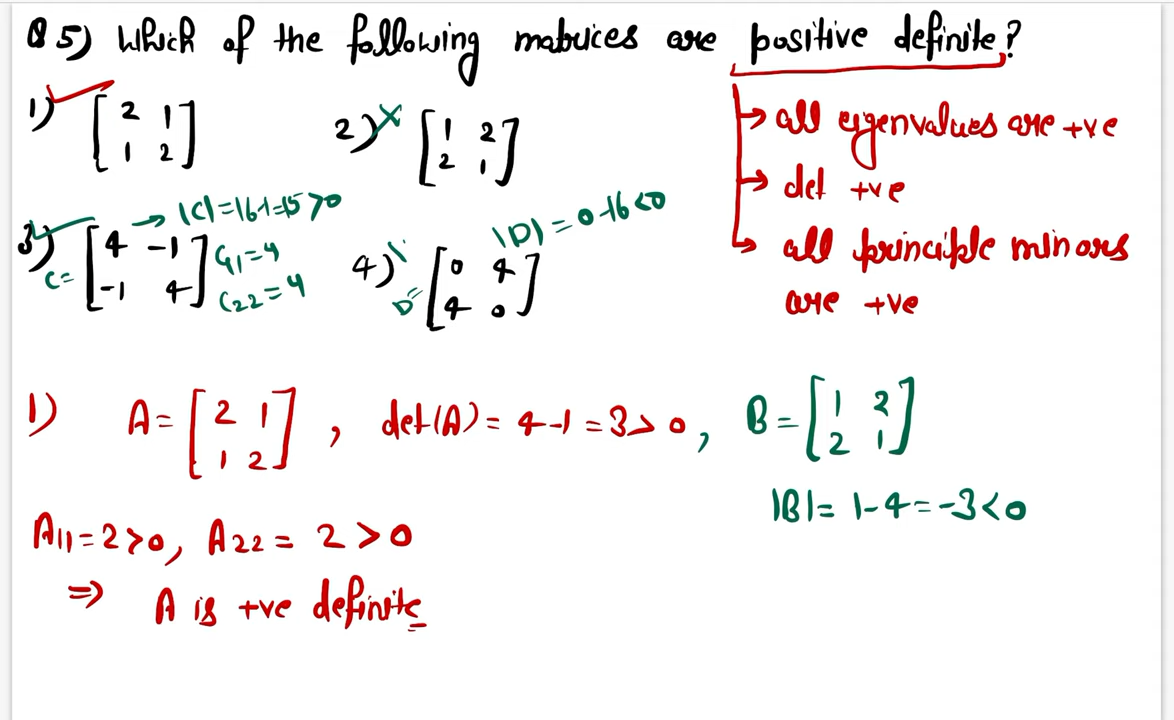 Q 5) Which of the following matrices are positive definite?
1) [2 1
1 2]
2) [1 2
2 1]
→ all eigenvalues are +ve
→ det +ve
→ all principle minors
are +ve
3) C= [4 -1
-1 4]
→ |C| = 16-1=15>0
C11=4
C22=4
4) D= [0 4
4 0]
|D| = 0-16<0
1) A= [2 1
1 2] , det(A) = 4-1 = 3>0, B= [1 2
2 1]
|B|= 1-4=-3<0
A11=2>0, A22= 2>0
⇒ A is +ve definite